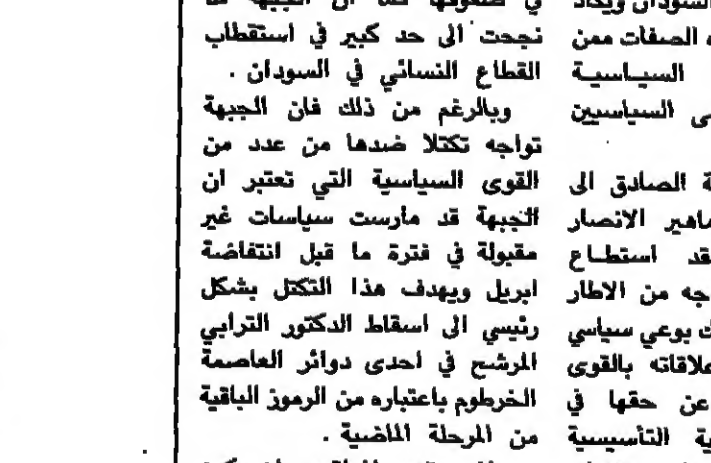 السودان ويكاد
الصفات ممن
السياسية
السياسيين
الصادق الى
الانصار
استطاع
من الاطار
بوعي سياسي
علاقاته بالقوى
عن حقها في
التأسيسية
نجحت الى حد كبير في استقطاب
القطاع النسائي في السودان .
وبالرغم من ذلك فان الجبهة
تواجه تكتلا ضدها من عدد من
القوى السياسية التي تعتبر ان
الجبهة قد مارست سياسات غير
مقبولة في فترة ما قبل انتفاضة
ابريل ويهدف هذا التكتل بشكل
رئيسي الى اسقاط الدكتور الترابي
المرشح في احدى دوائر العاصمة
الخرطوم باعتباره من الرموز الباقية
من المرحلة الماضية .